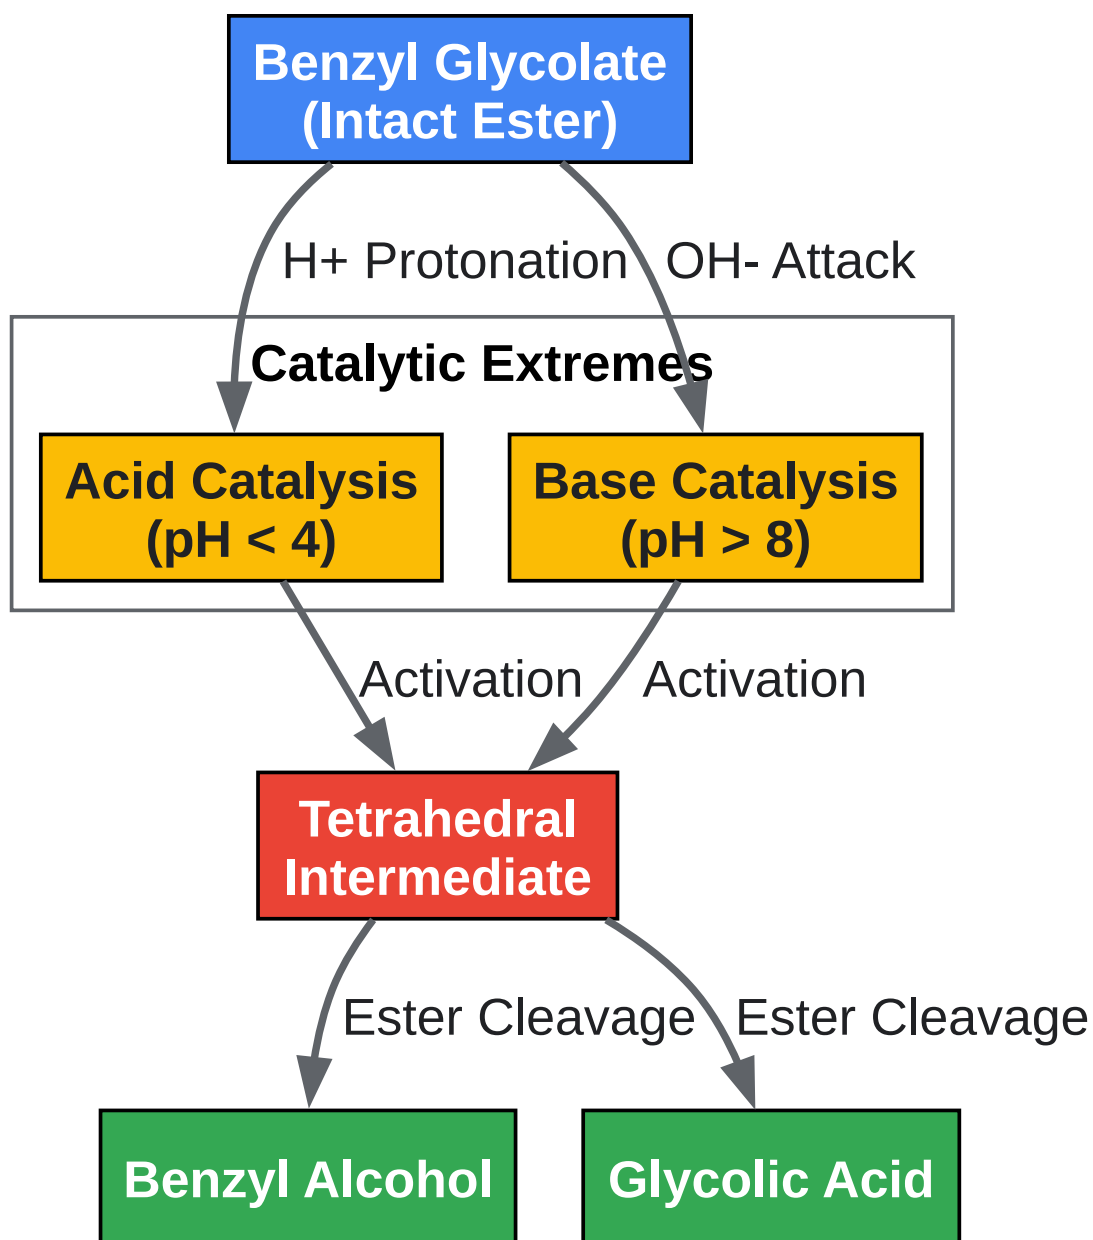 Benzyl Glycolate
(Intact Ester)
H+ Protonation
OH- Attack
Catalytic Extremes
Acid Catalysis
(pH < 4)
Base Catalysis
(pH > 8)
Activation
Activation
Tetrahedral
Intermediate
Ester Cleavage
Ester Cleavage
Benzyl Alcohol
Glycolic Acid